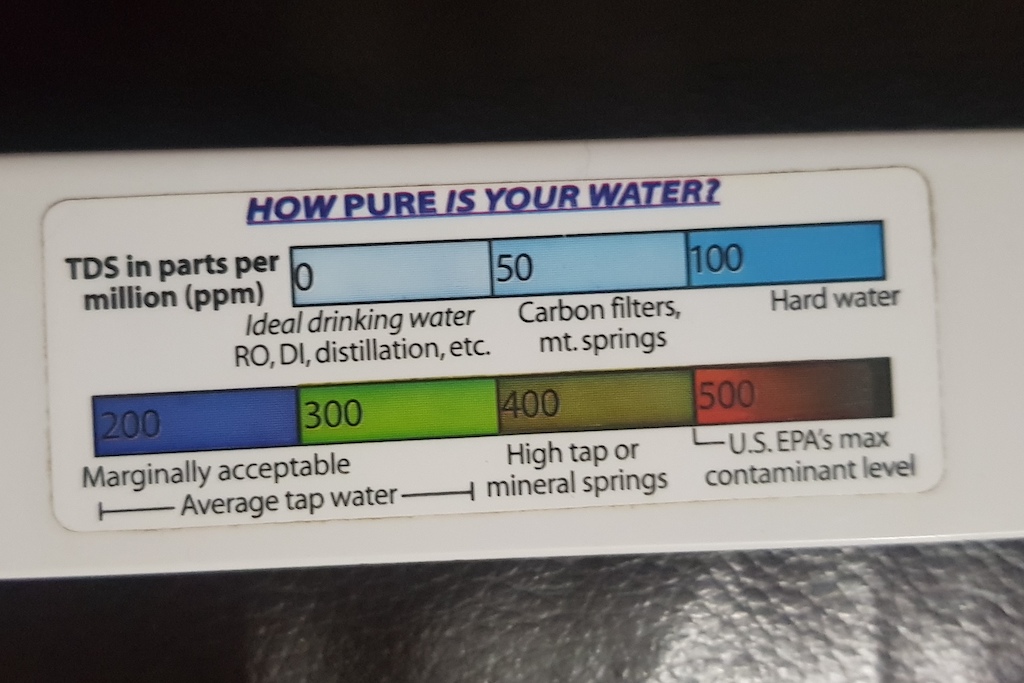 HOW PURE IS YOUR WATER?
TDS in parts per
million (ppm)
0 50 100
Ideal drinking water
RO, DI, distillation, etc.
Carbon filters,
mt. springs
Hard water
200 300 400 500
Marginally acceptable
Average tap water
High tap or
mineral springs
U.S. EPA's max
contaminant level